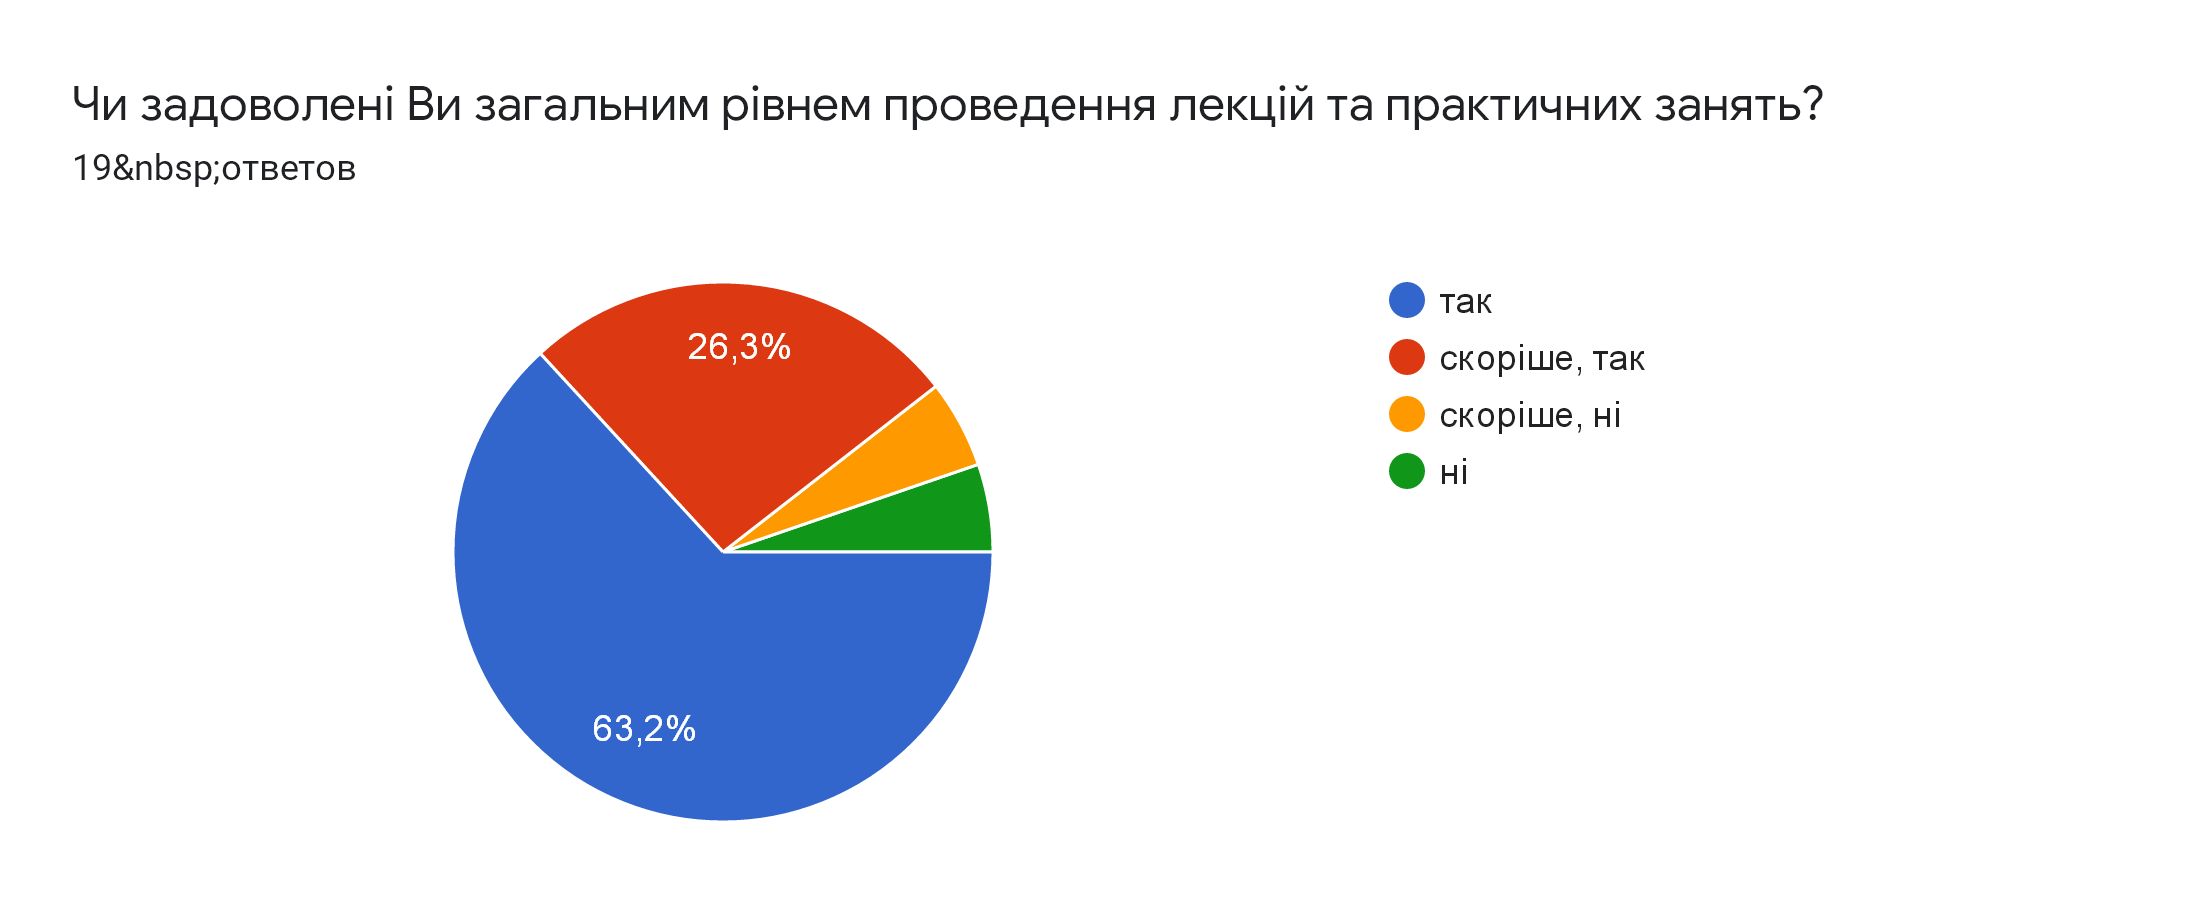 Чи задоволені Ви загальним рівнем проведення лекцій та практичних занять?
19&nbsp;ответов
26,3%
63,2%
так
скоріше, так
скоріше, ні
ні